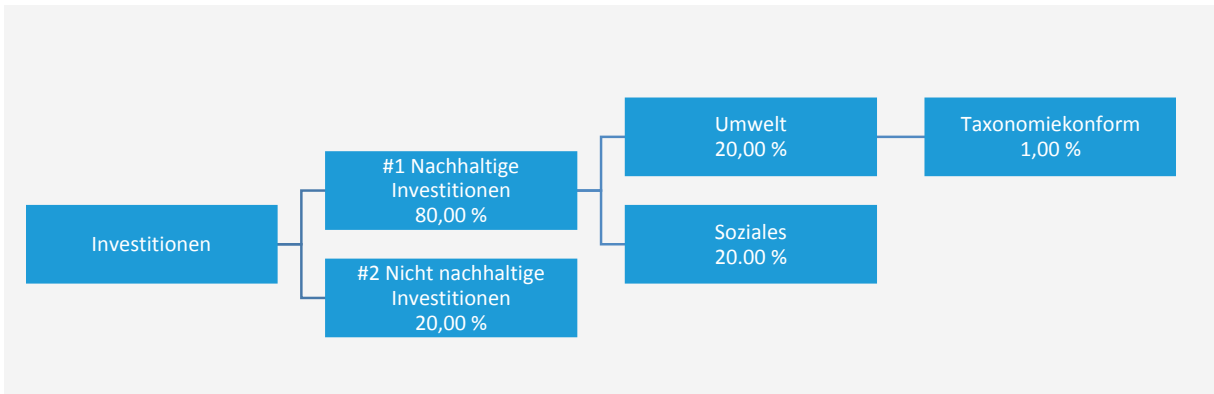 Investitionen
#1 Nachhaltige
Investitionen
80,00 %
#2 Nicht nachhaltige
Investitionen
20,00 %
Umwelt
20,00 %
Soziales
20.00 %
Taxonomiekonform
1,00 %